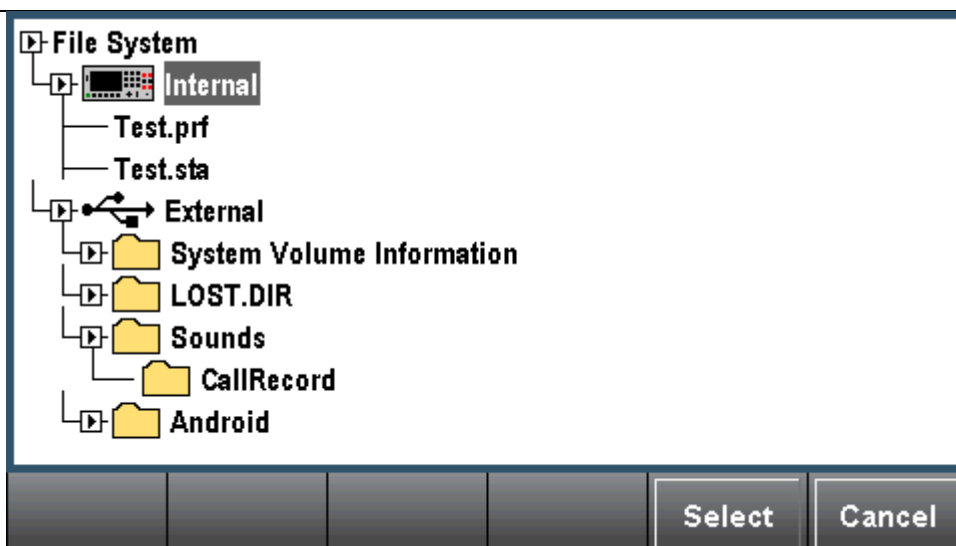 File System
Internal
Test.prf
Test.sta
External
System Volume Information
LOST.DIR
Sounds
CallRecord
Android
Select Cancel